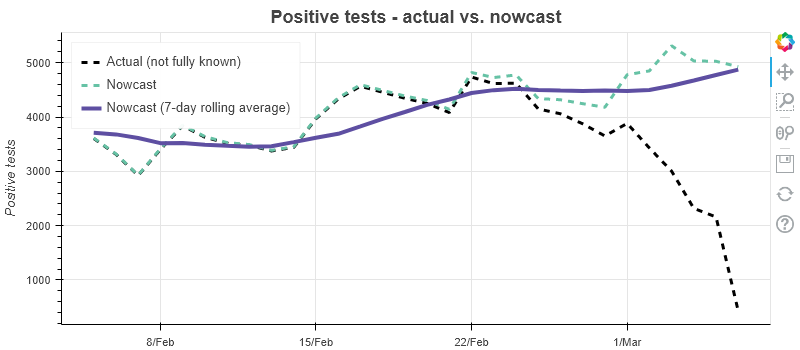 Positive tests - actual vs. nowcast
Actual (not fully known)
Nowcast
Nowcast (7-day rolling average)
Positive tests
5000
4000
3000
2000
1000
8/Feb
15/Feb
22/Feb
1/Mar